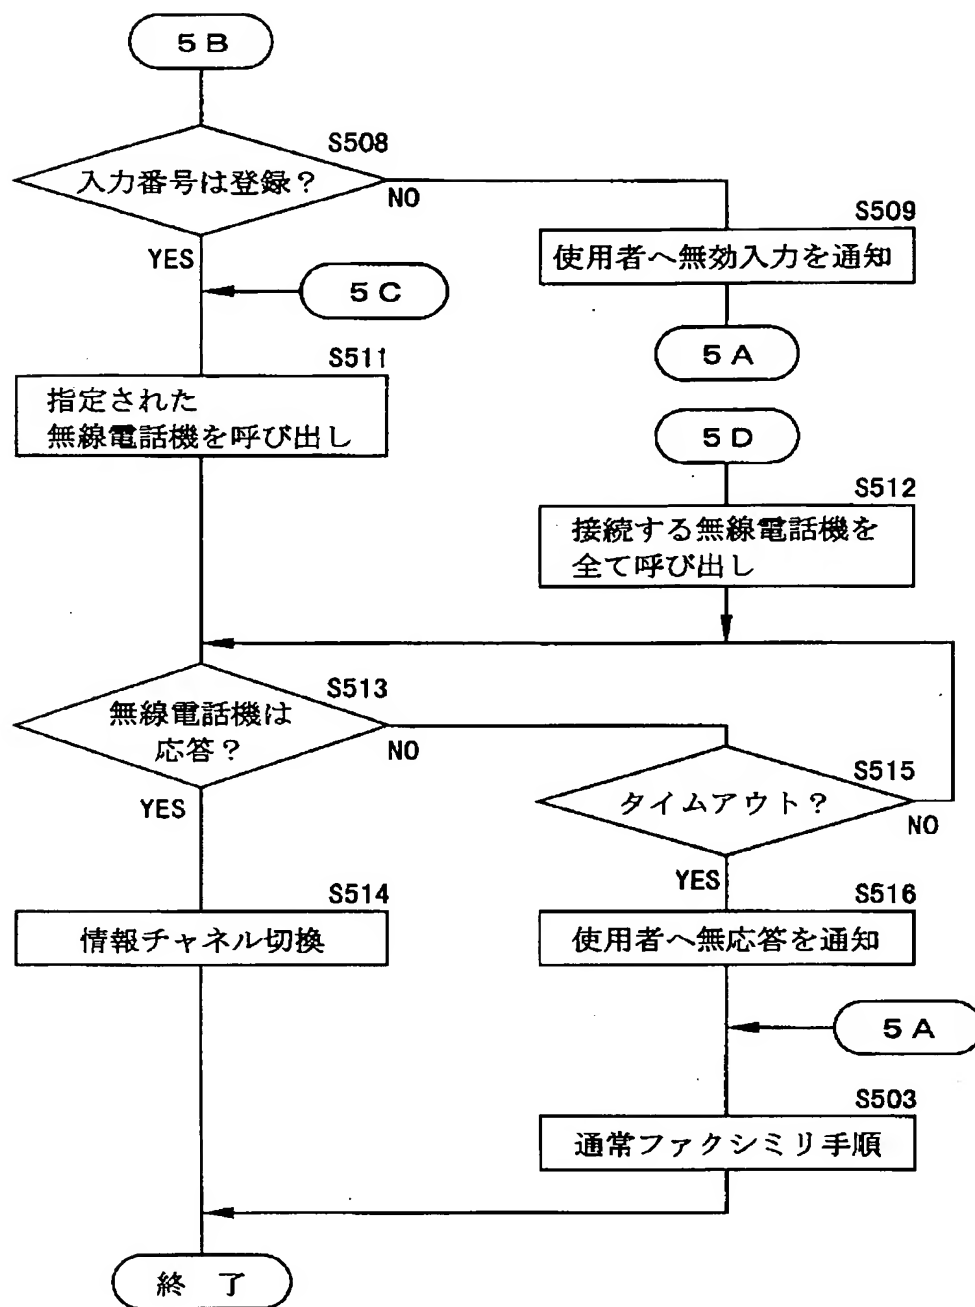 5B
S508
入力番号は登録？
NO
YES
S509
使用者へ無効入力を通知
5C
5A
S511
指定された
無線電話機を呼び出し
5D
S512
接続する無線電話機を
全て呼び出し
S513
無線電話機は
応答？
NO
YES
S515
タイムアウト？
NO
YES
S514
情報チャネル切換
S516
使用者へ無応答を通知
5A
S503
通常ファクシミリ手順
終 了